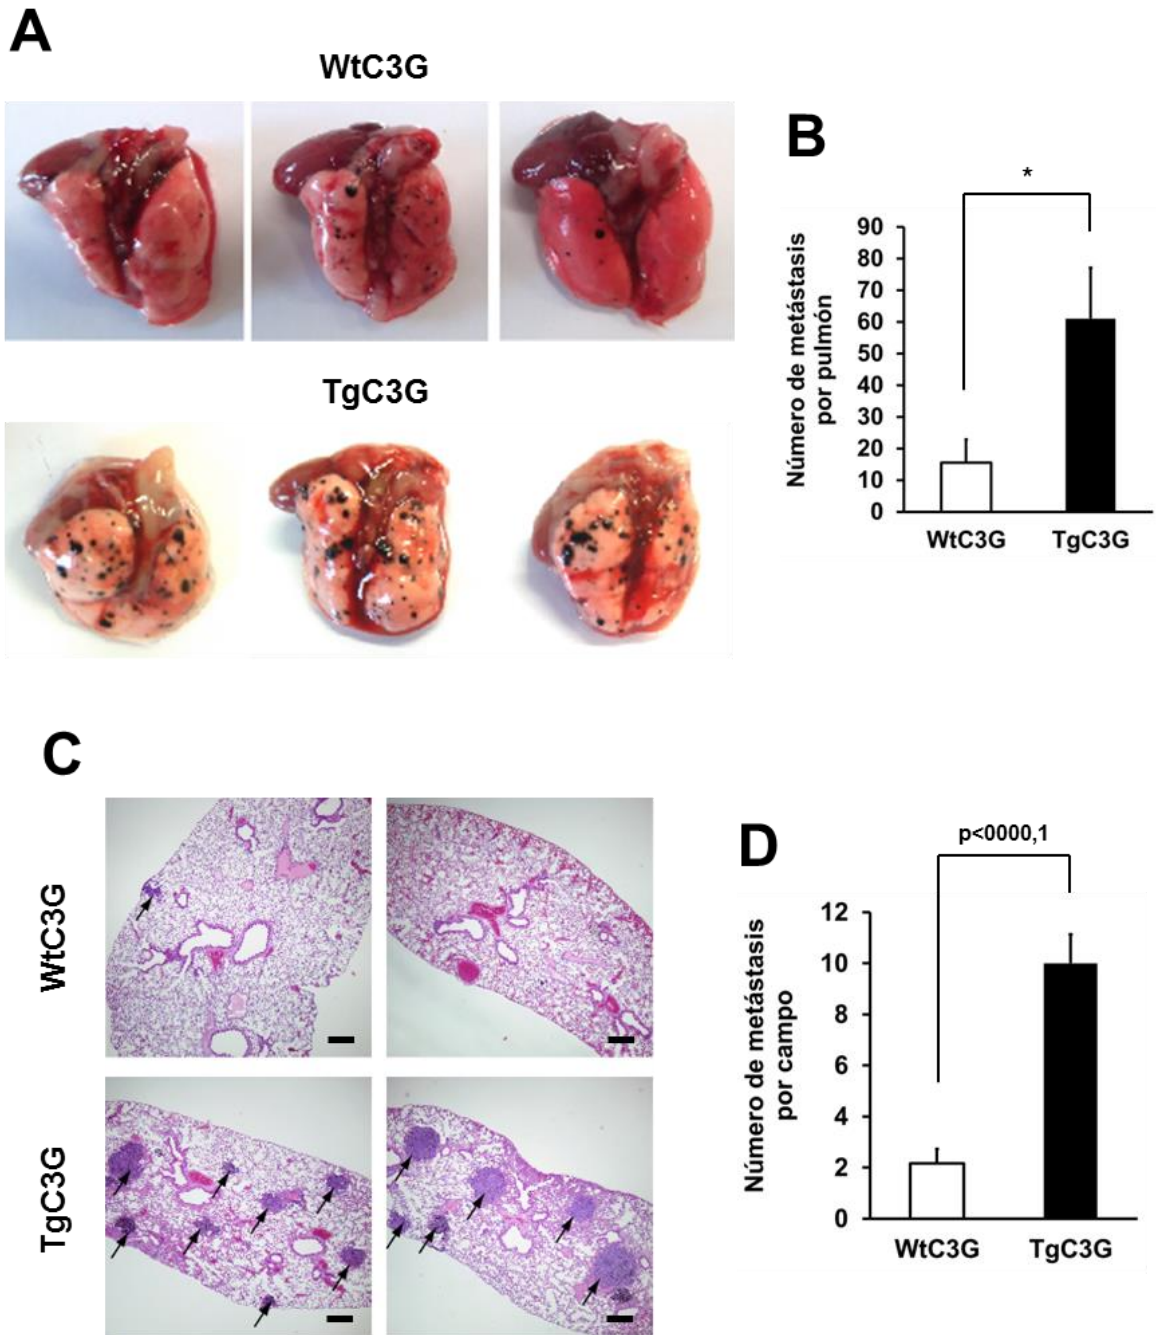 A
WtC3G
TgC3G
B
*
Número de metástasis
por pulmón
90
80
70
60
50
40
30
20
10
0
WtC3G
TgC3G
C
WtC3G
TgC3G
D
p<0000,1
Número de metástasis
por campo
12
10
8
6
4
2
0
WtC3G
TgC3G